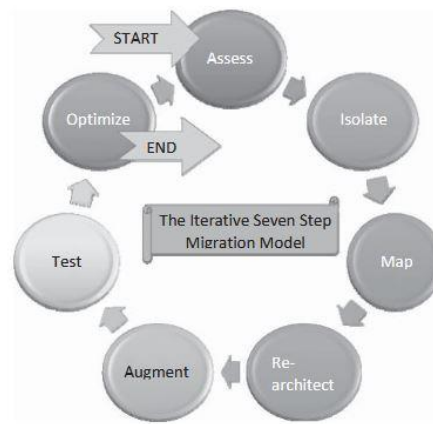 START
Assess
Isolate
Map
Re-
architect
Augment
Test
Optimize
END
The Iterative Seven Step
Migration Model